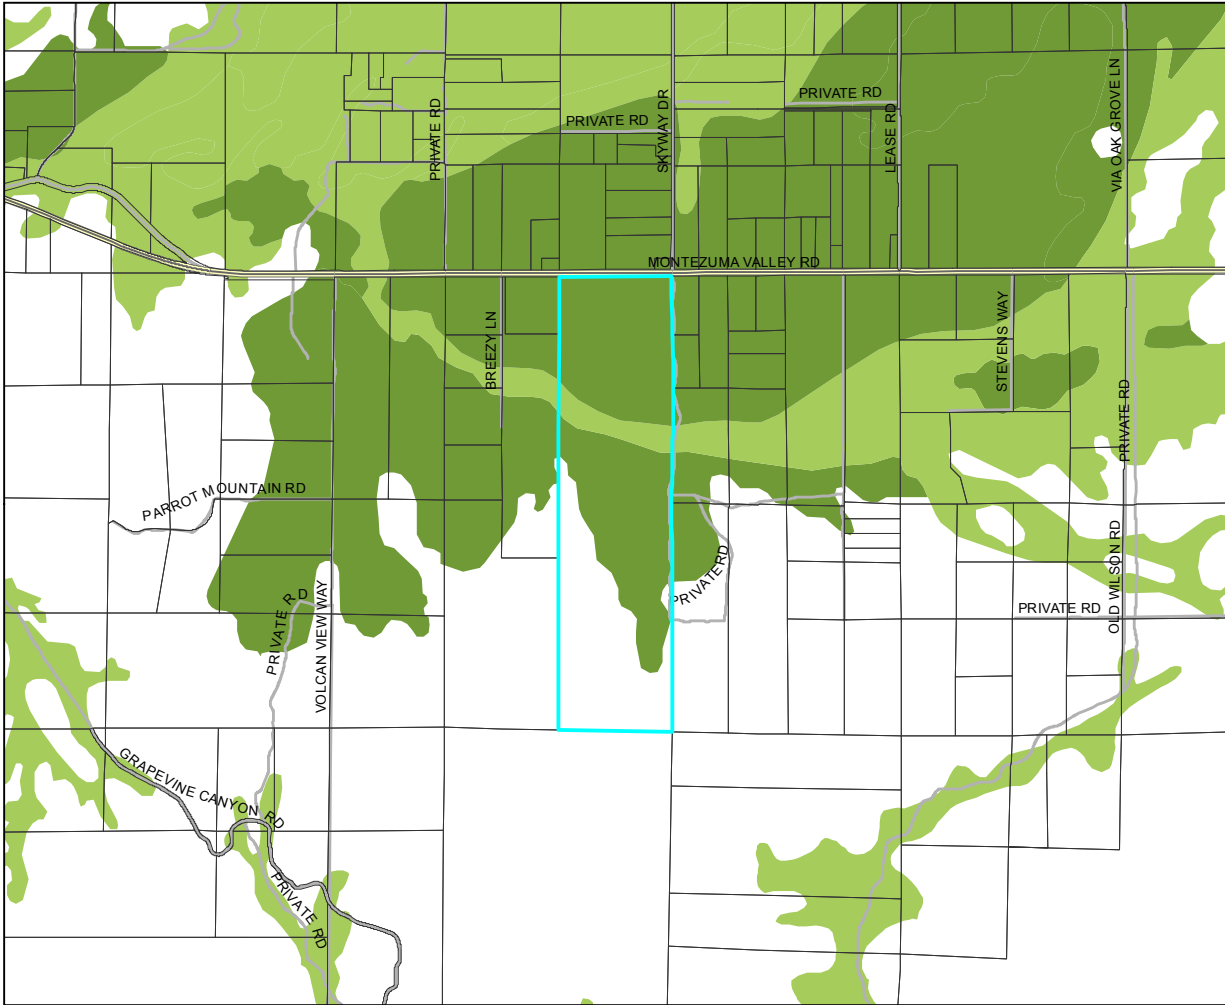 VIA OAK GROVE LN
PRIVATE RD
SKYWAY DR
PRIVATE RD
LEASE RD
PRIVATE RD
MONTEZUMA VALLEY RD
BREEZY LN
STEVENS WAY
PRIVATE RD
PARROT MOUNTAIN RD
OLD WILSON RD
PRIVATE RD
PRIVATE RD
PRIVATE RD
VOLCAN VIEW WAY
GRAPEVINE CANYON RD
PRIVATE RD